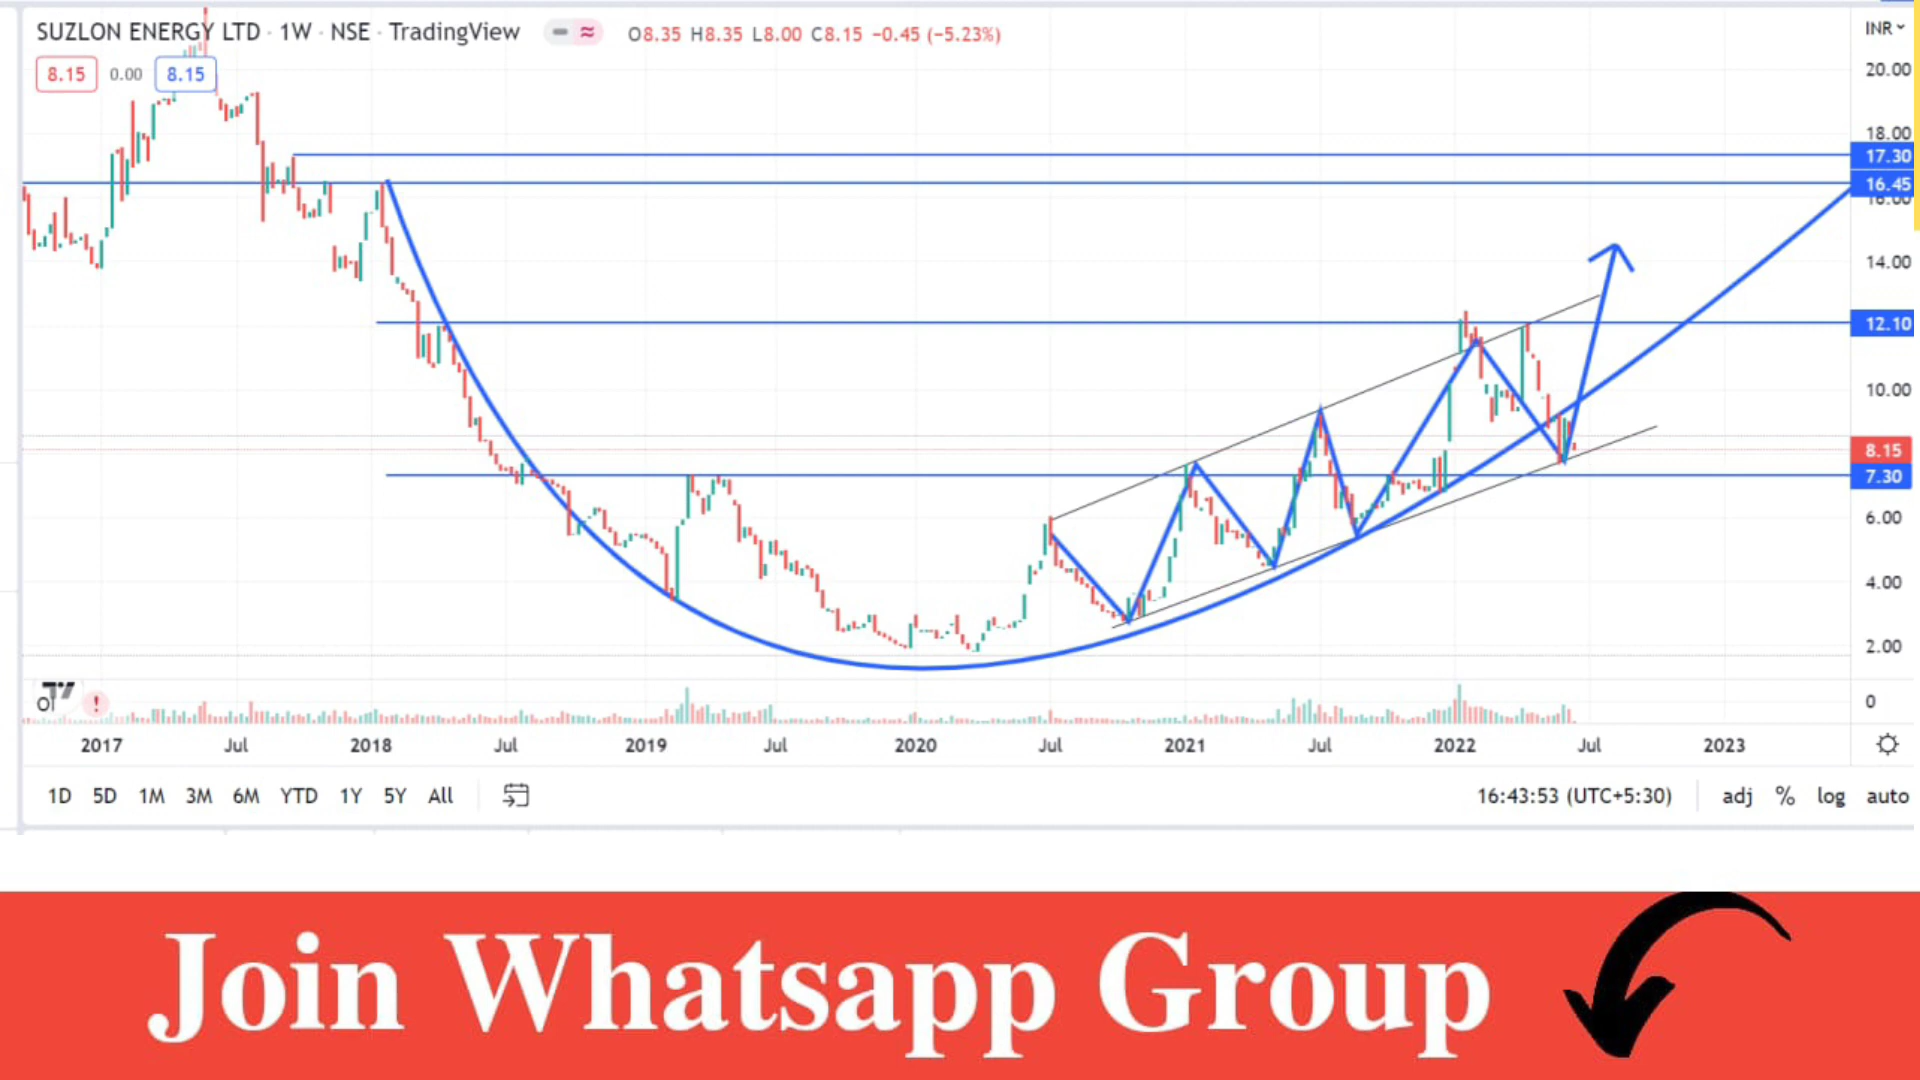 SUZLON ENERGY LTD · 1W · NSE · TradingView O8.35 H8.35 L8.00 C8.15 −0.45 (−5.23%)
INR
8.15 0.00 8.15
20.00
18.00
17.30
16.45
16.00
14.00
12.10
10.00
8.15
7.30
6.00
4.00
2.00
0
2017 Jul 2018 Jul 2019 Jul 2020 Jul 2021 Jul 2022 Jul 2023
1D 5D 1M 3M 6M YTD 1Y 5Y All 16:43:53 (UTC+5:30) adj % log auto
Join Whatsapp Group